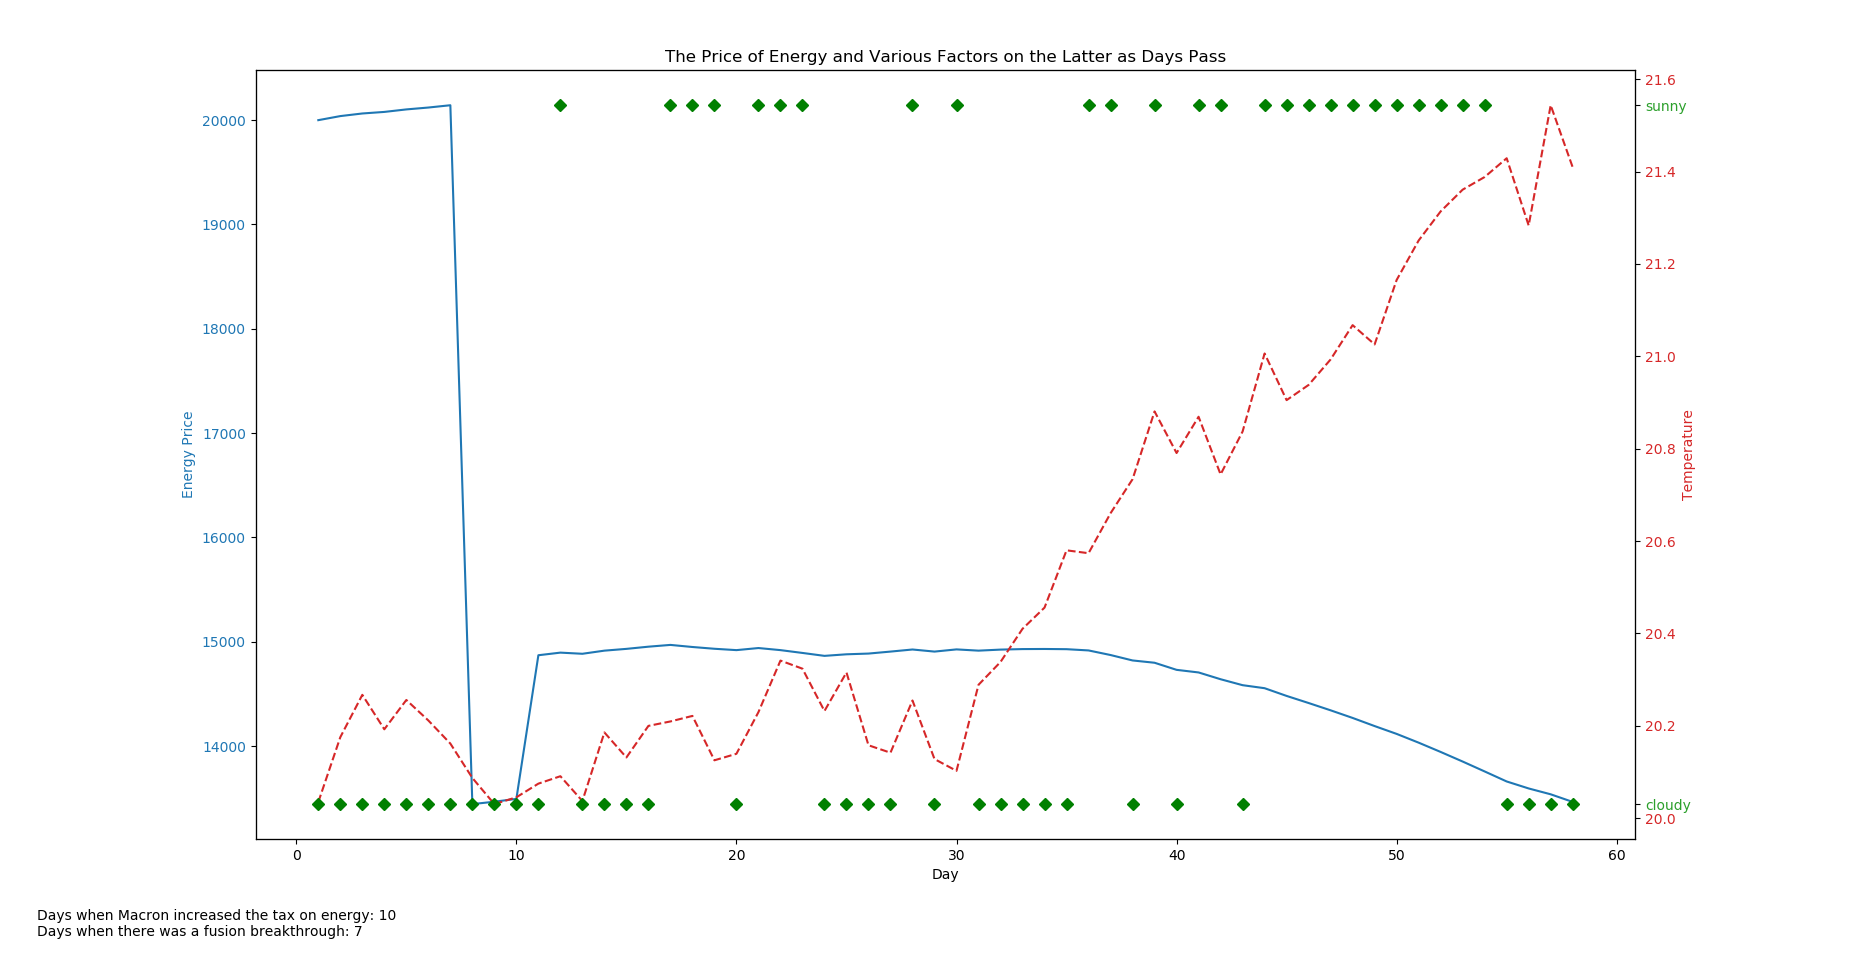 The Price of Energy and Various Factors on the Latter as Days Pass
20000
19000
18000
17000
16000
15000
14000
Energy Price
21.6
sunny
21.4
21.2
21.0
20.8
20.6
20.4
20.2
cloudy
20.0
Temperature
0 10 20 30 40 50 60
Day
Days when Macron increased the tax on energy: 10
Days when there was a fusion breakthrough: 7